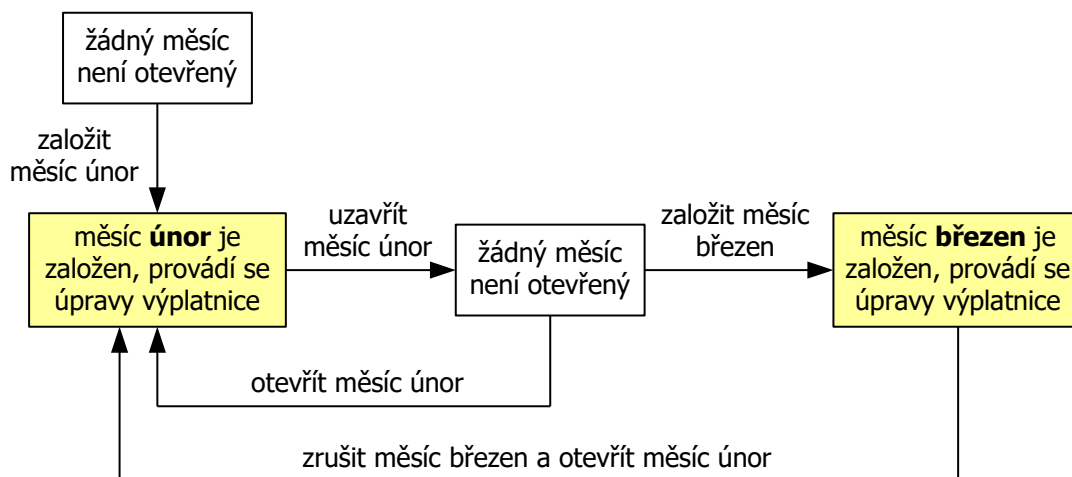 žádný měsíc
není otevřený
založit
měsíc únor
měsíc únor je
založen, provádí se
úpravy výplatnice
uzavřít
měsíc únor
žádný měsíc
není otevřený
založit měsíc
březen
měsíc březen je
založen, provádí se
úpravy výplatnice
otevřít měsíc únor
zrušit měsíc březen a otevřít měsíc únor